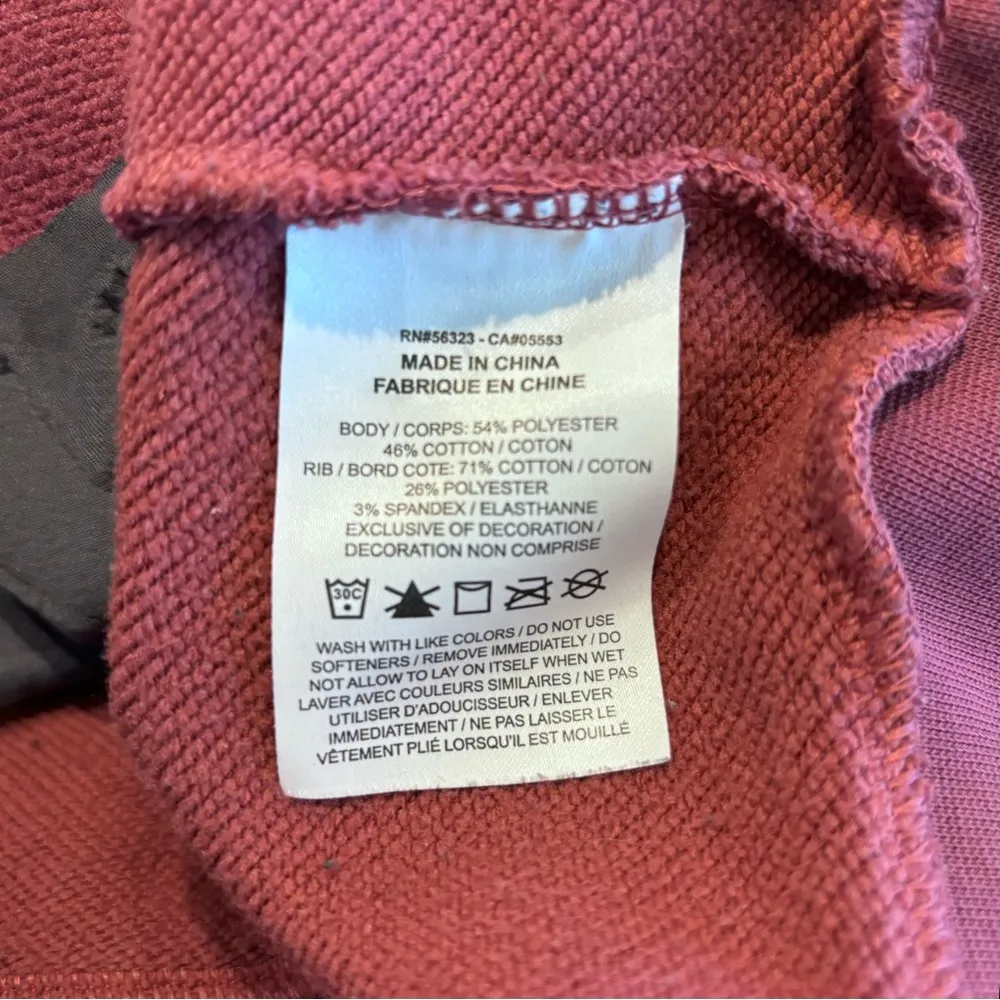 RN#56323 - CA#05553
MADE IN CHINA
FABRIQUE EN CHINE
BODY / CORPS: 54% POLYESTER
46% COTTON / COTON
RIB / BORD COTE: 71% COTTON / COTON
26% POLYESTER
3% SPANDEX / ELASTHANNE
EXCLUSIVE OF DECORATION /
DECORATION NON COMPRISE
30C
WASH WITH LIKE COLORS / DO NOT USE
SOFTENERS / REMOVE IMMEDIATELY / DO
NOT ALLOW TO LAY ON ITSELF WHEN WET
LAVER AVEC COULEURS SIMILAIRES / NE PAS
UTILISER D'ADOUCISSEUR / ENLEVER
IMMEDIATEMENT / NE PAS LAISSER LE
VÊTEMENT PLIÉ LORSQU'IL EST MOUILLÉ